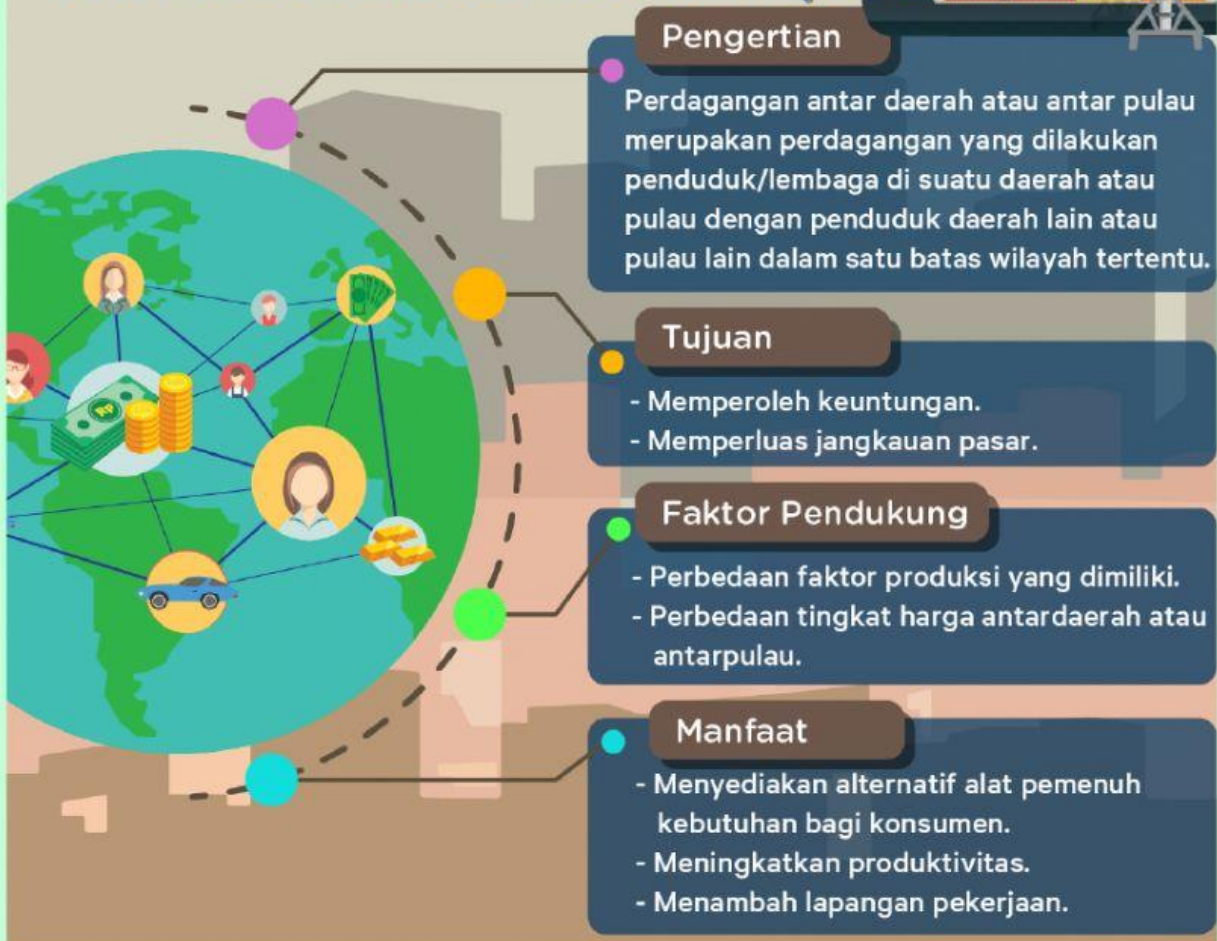 Pengertian
Perdagangan antar daerah atau antar pulau
merupakan perdagangan yang dilakukan
penduduk/lembaga di suatu daerah atau
pulau dengan penduduk daerah lain atau
pulau lain dalam satu batas wilayah tertentu.
Tujuan
- Memperoleh keuntungan.
- Memperluas jangkauan pasar.
Faktor Pendukung
- Perbedaan faktor produksi yang dimiliki.
- Perbedaan tingkat harga antardaerah atau
antarpulau.
Manfaat
- Menyediakan alternatif alat pemenuh
kebutuhan bagi konsumen.
- Meningkatkan produktivitas.
- Menambah lapangan pekerjaan.
RP